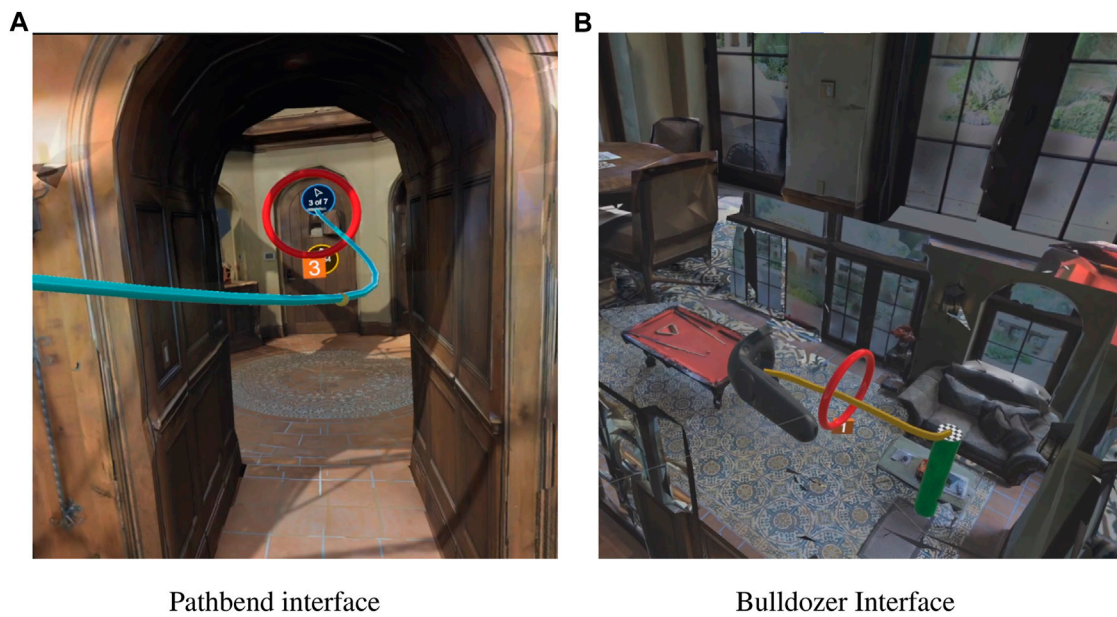 A
B
3 of 7
3
1
Pathbend interface
Bulldozer Interface